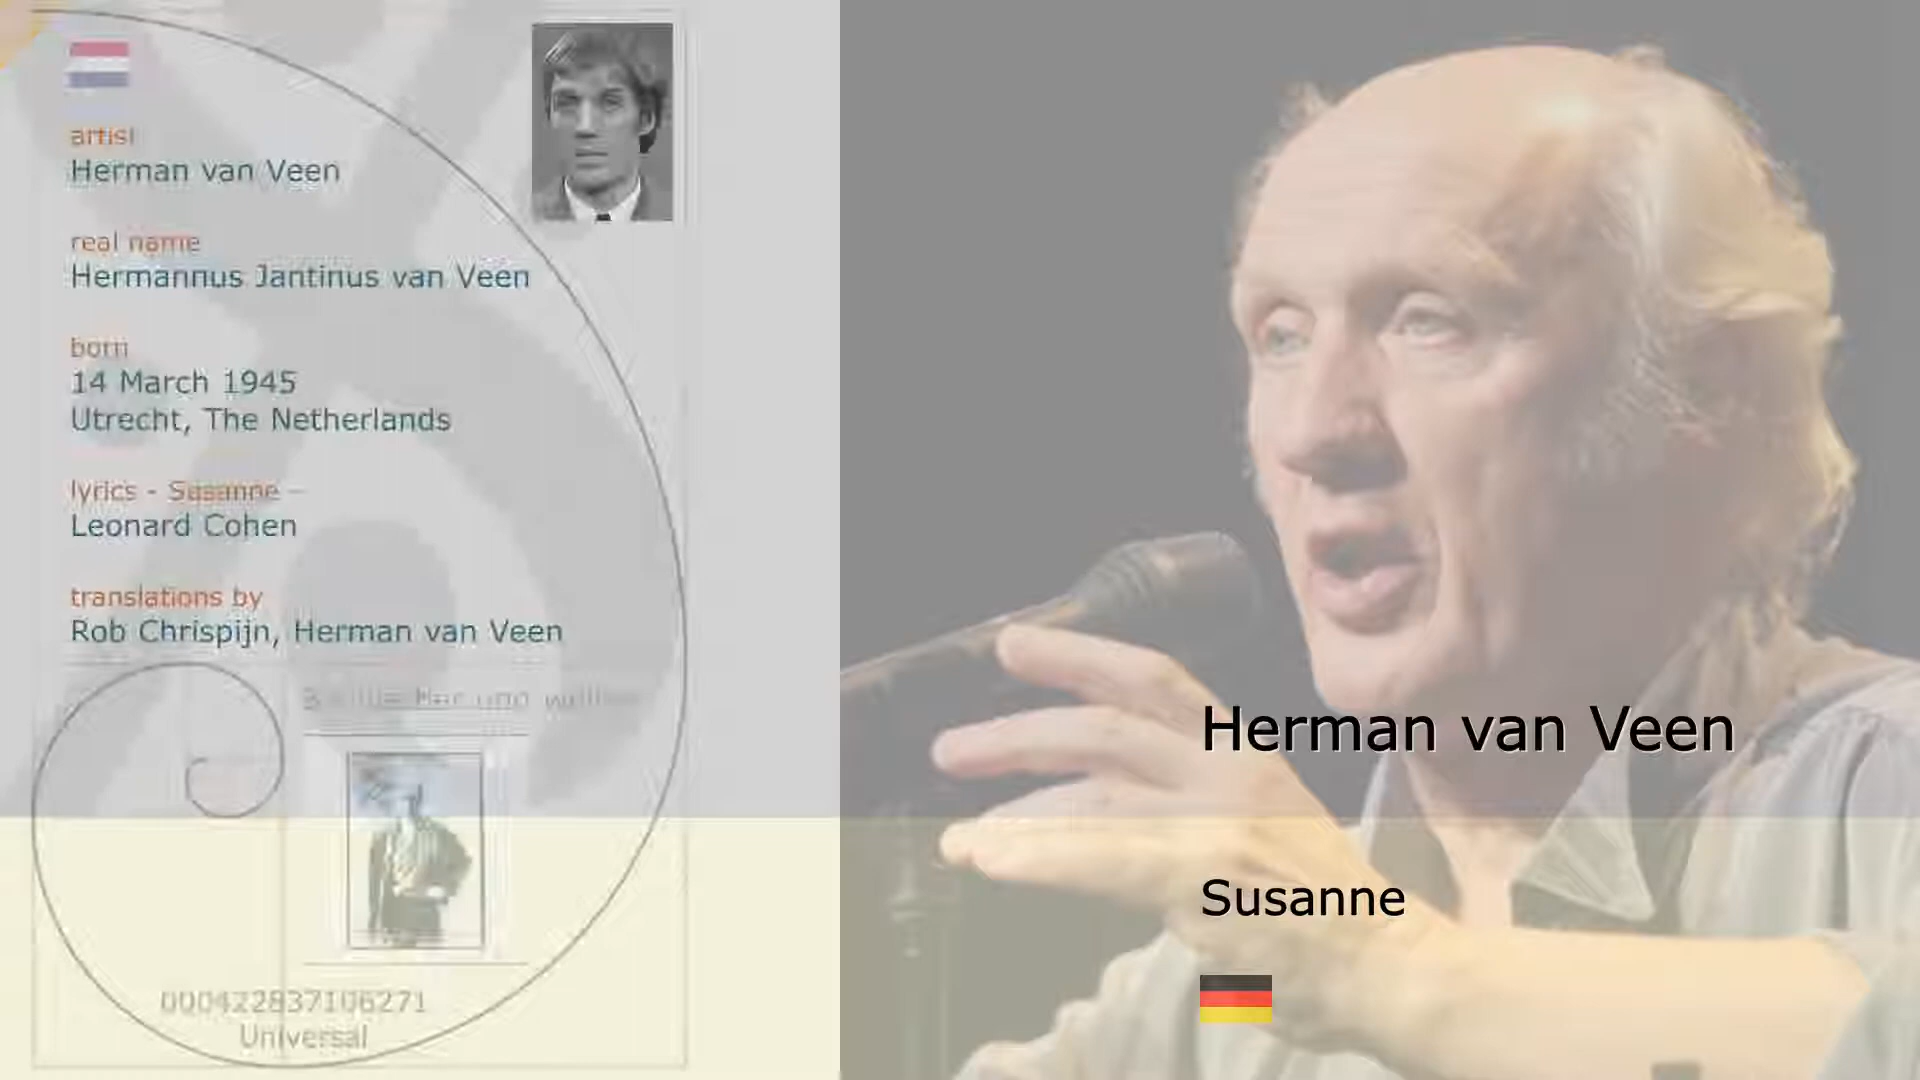 artist
Herman van Veen
real name
Hermannus Jantinus van Veen
born
14 March 1945
Utrecht, The Netherlands
lyrics - Susanne -
Leonard Cohen
translations by
Rob Chrispijn, Herman van Veen
000422837106271
Universal
Herman van Veen
Susanne